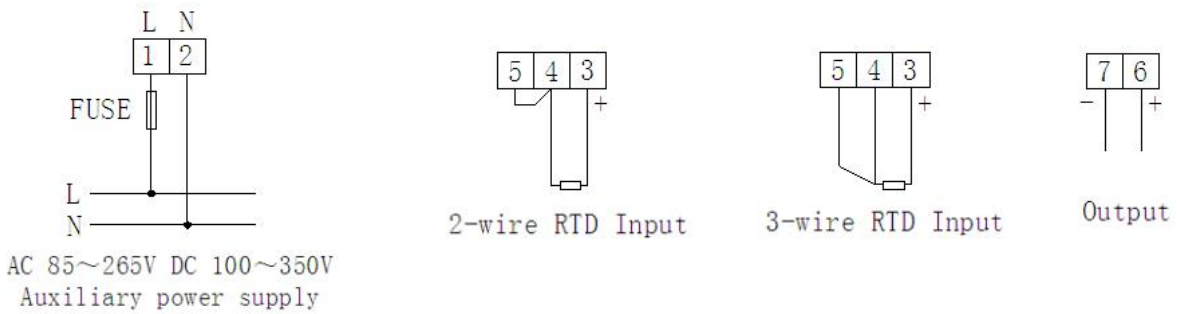 L N
1 2
FUSE
L
N
AC 85～265V DC 100～350V
Auxiliary power supply
5 4 3
+
2-wire RTD Input
5 4 3
+
3-wire RTD Input
7 6
- +
Output